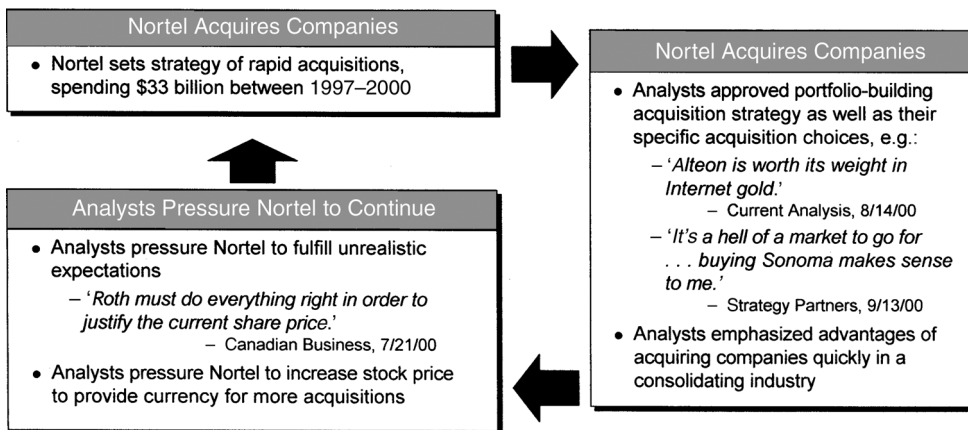 Nortel Acquires Companies
• Nortel sets strategy of rapid acquisitions,
spending $33 billion between 1997–2000
Nortel Acquires Companies
• Analysts approved portfolio-building
acquisition strategy as well as their
specific acquisition choices, e.g.:
– 'Alteon is worth its weight in
Internet gold.'
– Current Analysis, 8/14/00
– 'It's a hell of a market to go for
. . . buying Sonoma makes sense
to me.'
– Strategy Partners, 9/13/00
• Analysts emphasized advantages of
acquiring companies quickly in a
consolidating industry
Analysts Pressure Nortel to Continue
• Analysts pressure Nortel to fulfill unrealistic
expectations
– 'Roth must do everything right in order to
justify the current share price.'
– Canadian Business, 7/21/00
• Analysts pressure Nortel to increase stock price
to provide currency for more acquisitions